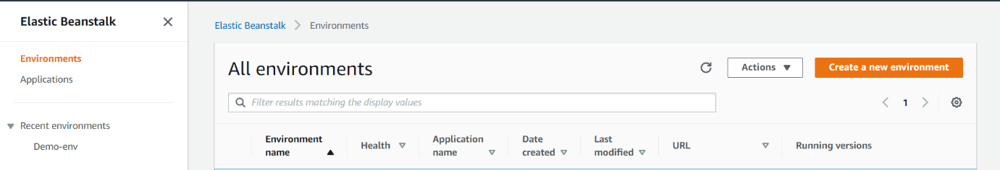 Elastic Beanstalk
Elastic Beanstalk Environments
Environments
Applications
Recent environments
Demo-env
All environments
Actions
Create a new environment
Filter results matching the display values
1
Environment name
Health
Application name
Date created
Last modified
URL
Running versions